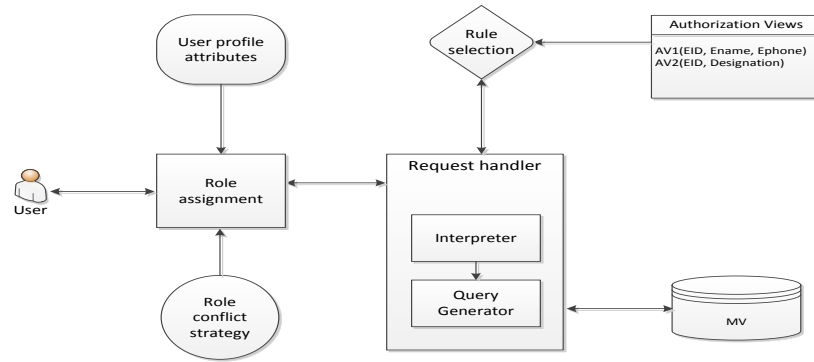 User profile
attributes
Rule
selection
Authorization Views
AV1(EID, Ename, Ephone)
AV2(EID, Designation)
User
Role
assignment
Request handler
Interpreter
Query
Generator
Role
conflict
strategy
MV